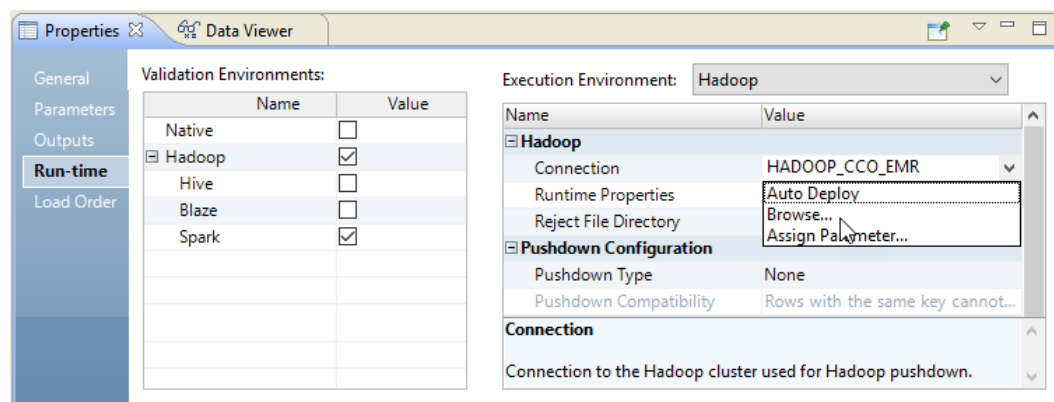 Properties Data Viewer
General
Parameters
Outputs
Run-time
Load Order
Validation Environments:
Name Value
Native
Hadoop
Hive
Blaze
Spark
Execution Environment: Hadoop
Name Value
Hadoop
Connection HADOOP_CCO_EMR
Runtime Properties Auto Deploy
Browse...
Reject File Directory Assign Parameter...
Pushdown Configuration
Pushdown Type None
Pushdown Compatibility Rows with the same key cannot...
Connection
Connection to the Hadoop cluster used for Hadoop pushdown.